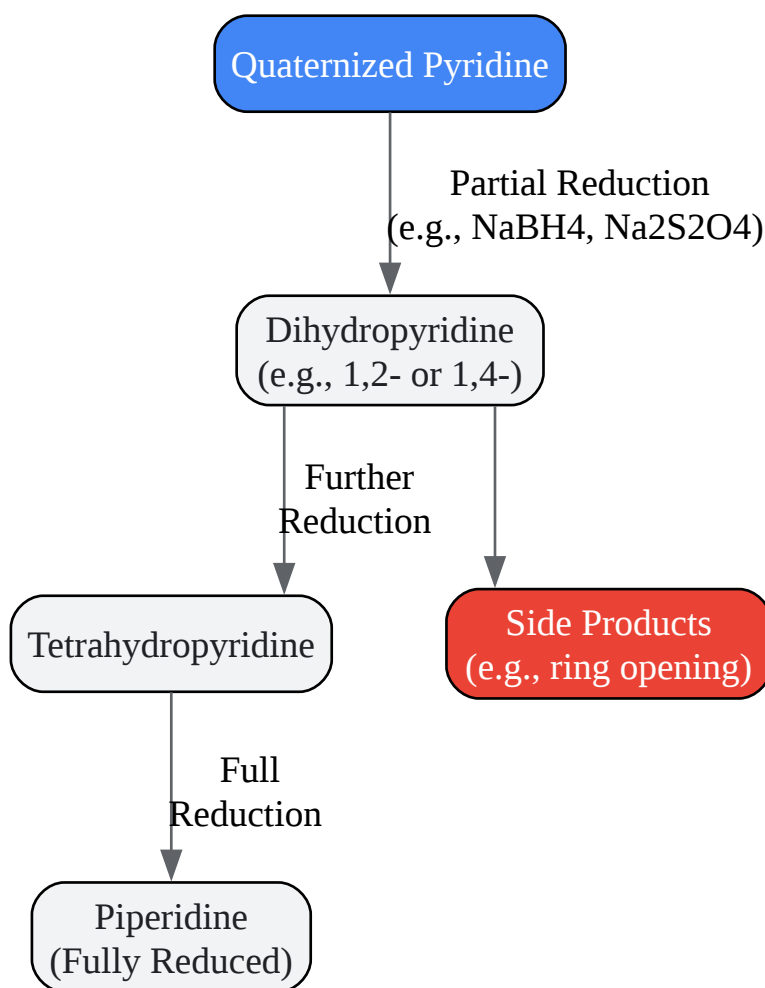 Quaternized Pyridine
Partial Reduction
(e.g., NaBH4, Na2S2O4)
Dihydropyridine
(e.g., 1,2- or 1,4-)
Further
Reduction
Tetrahydropyridine
Side Products
(e.g., ring opening)
Full
Reduction
Piperidine
(Fully Reduced)